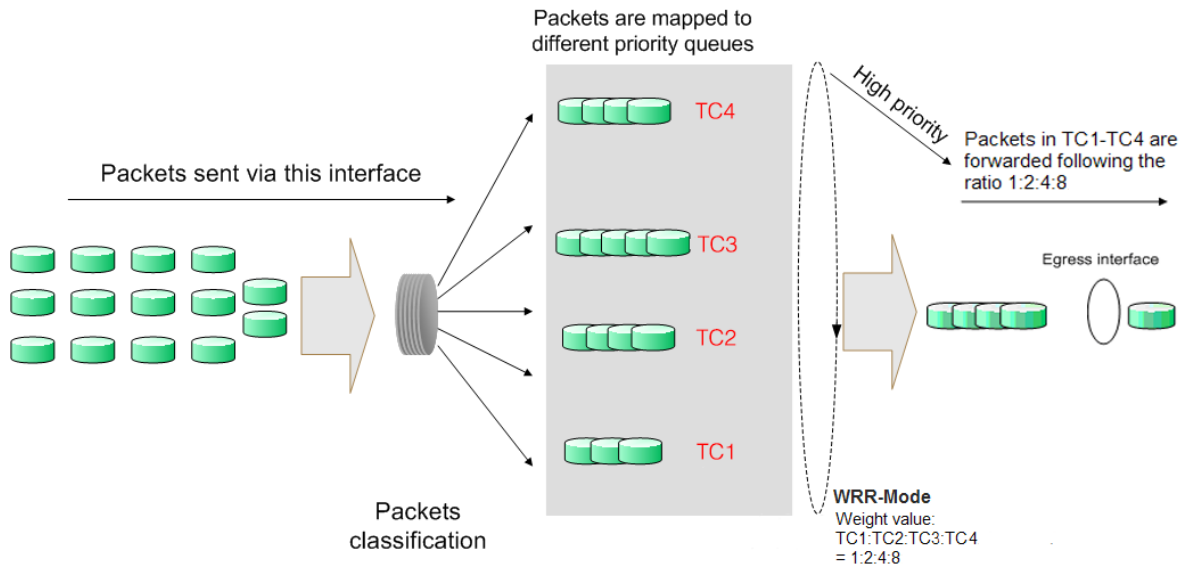 Packets are mapped to
different priority queues
TC4
High priority
Packets in TC1-TC4 are
forwarded following the
ratio 1:2:4:8
Packets sent via this interface
TC3
Egress interface
TC2
TC1
WRR-Mode
Weight value:
TC1:TC2:TC3:TC4
= 1:2:4:8
Packets
classification